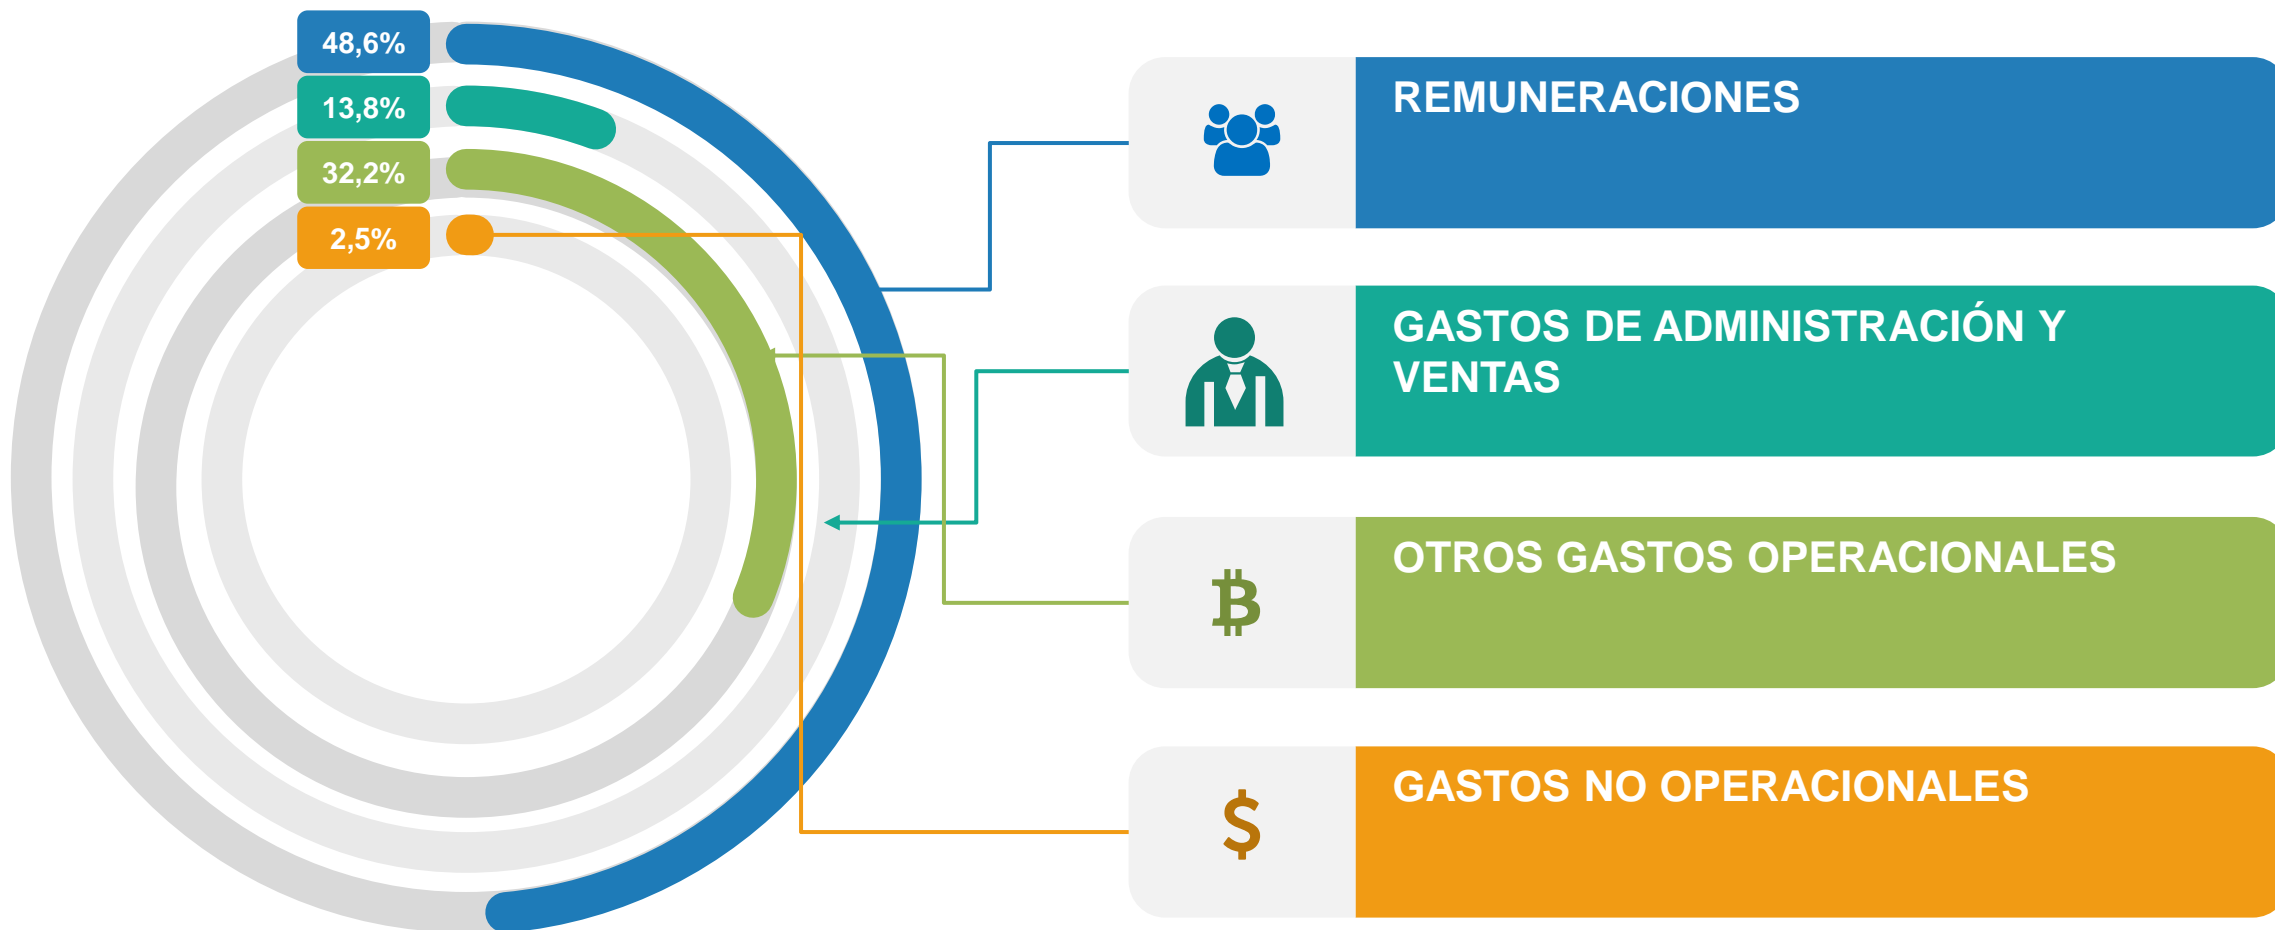 48,6%
13,8%
32,2%
2,5%
REMUNERACIONES
GASTOS DE ADMINISTRACIÓN Y
VENTAS
OTROS GASTOS OPERACIONALES
GASTOS NO OPERACIONALES